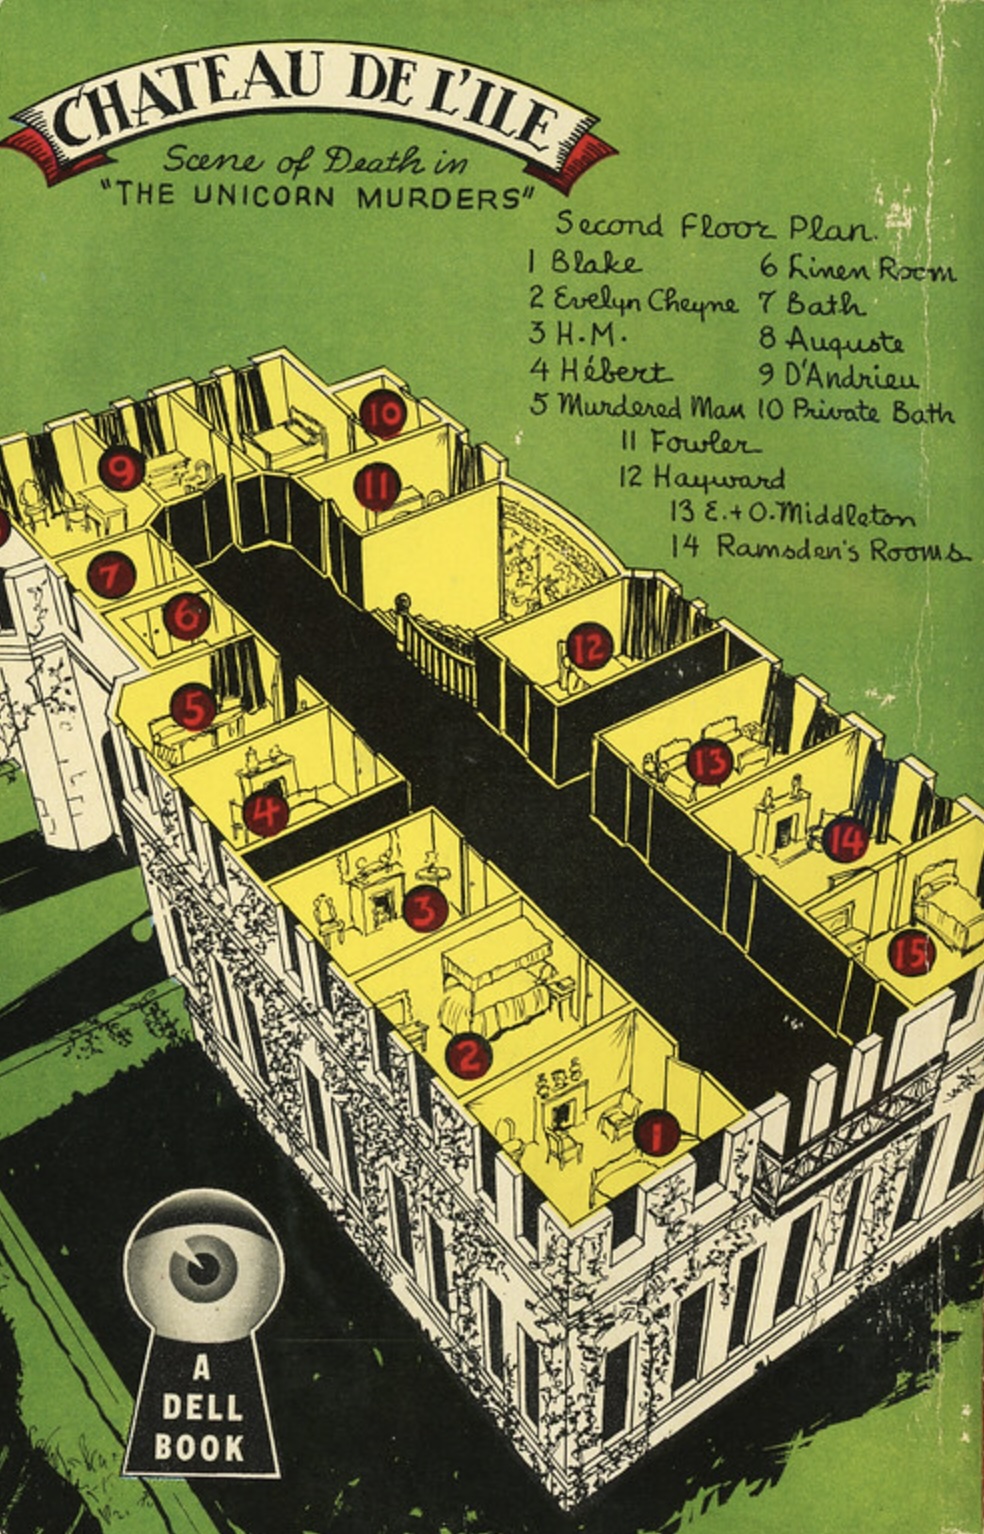 CHATEAU DE L'ILE
Scene of Death in
"THE UNICORN MURDERS"
Second Floor Plan.
1 Blake
2 Evelyn Cheyne
3 H.M.
4 Hébert
5 Murdered Man
6 Linen Room
7 Bath
8 Auguste
9 D'Andrieu
10 Private Bath
11 Fowler
12 Hayward
13 E. + O. Middleton
14 Ramsden's Rooms
10
9
11
7
6
12
5
13
4
14
3
15
2
1
A
DELL
BOOK